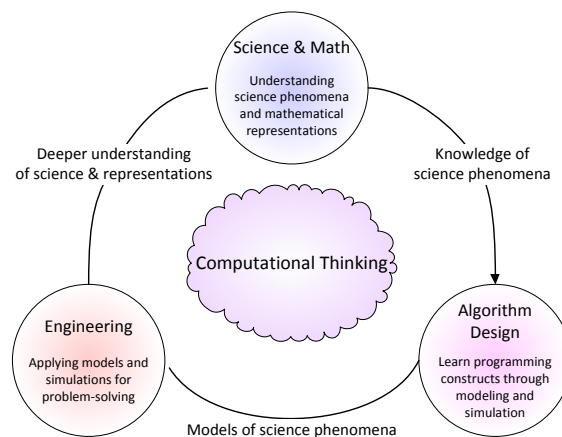 Science & Math
Understanding
science phenomena
and mathematical
representations
Deeper understanding
of science & representations
Knowledge of
science phenomena
Computational Thinking
Engineering
Applying models and
simulations for
problem-solving
Algorithm
Design
Learn programming
constructs through
modeling and
simulation
Models of science phenomena